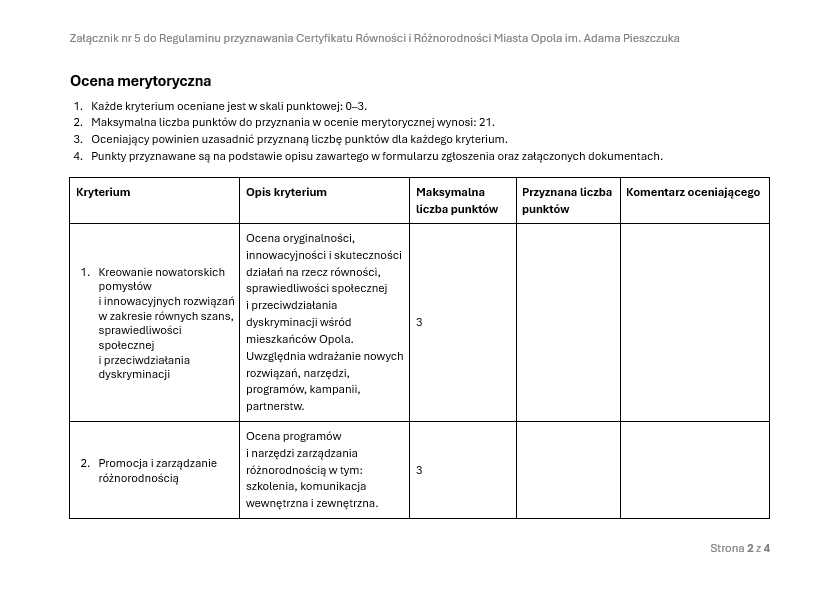 Załącznik nr 5 do Regulaminu przyznawania Certyfikatu Równości i Różnorodności Miasta Opola im. Adama Pieszczuka
Ocena merytoryczna
1. Każde kryterium oceniane jest w skali punktowej: 0–3.
2. Maksymalna liczba punktów do przyznania w ocenie merytorycznej wynosi: 21.
3. Oceniający powinien uzasadnić przyznaną liczbę punktów dla każdego kryterium.
4. Punkty przyznawane są na podstawie opisu zawartego w formularzu zgłoszenia oraz załączonych dokumentach.
Kryterium
Opis kryterium
Maksymalna
liczba punktów
Przyznana liczba
punktów
Komentarz oceniającego
1. Kreowanie nowatorskich
pomysłów
i innowacyjnych rozwiązań
w zakresie równych szans,
sprawiedliwości
społecznej
i przeciwdziałania
dyskryminacji
Ocena oryginalności,
innowacyjności i skuteczności
działań na rzecz równości,
sprawiedliwości społecznej
i przeciwdziałania
dyskryminacji wśród
mieszkańców Opola.
Uwzględnia wdrażanie nowych
rozwiązań, narzędzi,
programów, kampanii,
partnerstw.
3
2. Promocja i zarządzanie
różnorodnością
Ocena programów
i narzędzi zarządzania
różnorodnością w tym:
szkolenia, komunikacja
wewnętrzna i zewnętrzna.
3
Strona 2 z 4